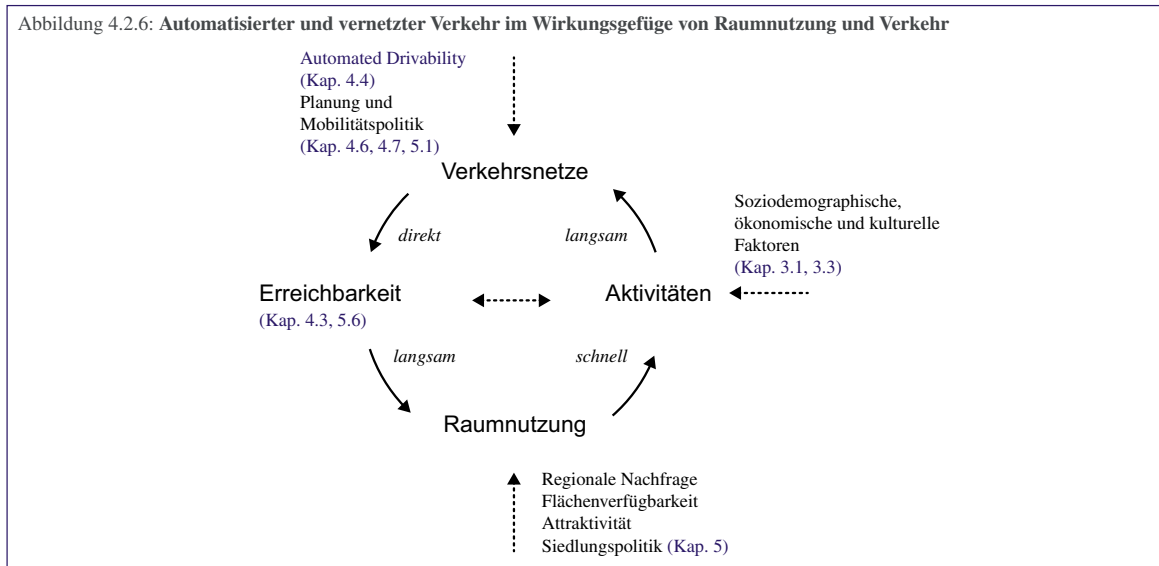 Abbildung 4.2.6: Automatisierter und vernetzter Verkehr im Wirkungsgefüge von Raumnutzung und Verkehr
Automated Drivability
(Kap. 4.4)
Planung und
Mobilitätspolitik
(Kap. 4.6, 4.7, 5.1)
Verkehrsnetze
direkt
langsam
Soziodemographische,
ökonomische und kulturelle
Faktoren
(Kap. 3.1, 3.3)
Erreichbarkeit
(Kap. 4.3, 5.6)
Aktivitäten
langsam
schnell
Raumnutzung
Regionale Nachfrage
Flächenverfügbarkeit
Attraktivität
Siedlungspolitik (Kap. 5)